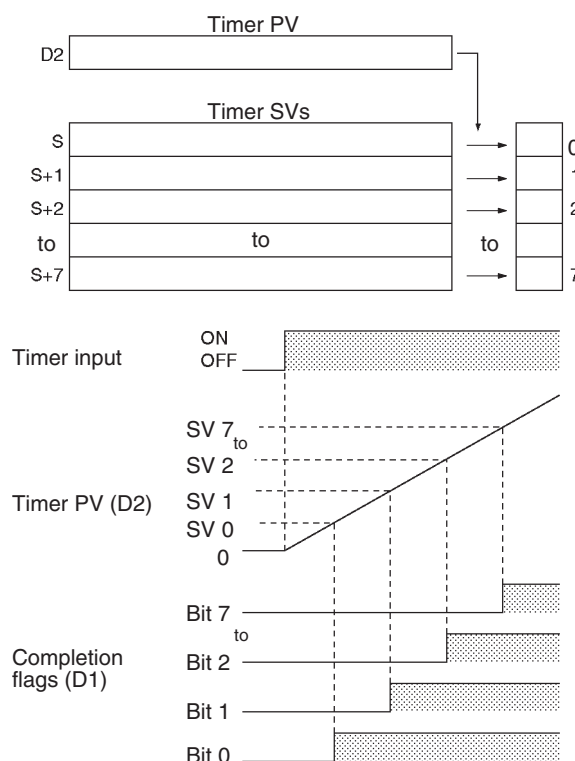 Timer PV
D2
Timer SVs
S
0
S+1
1
S+2
2
to to to
S+7
7
Timer input
ON
OFF
SV 7
to
SV 2
Timer PV (D2)
SV 1
SV 0
0
Bit 7
to
Completion
flags (D1)
Bit 2
Bit 1
Bit 0